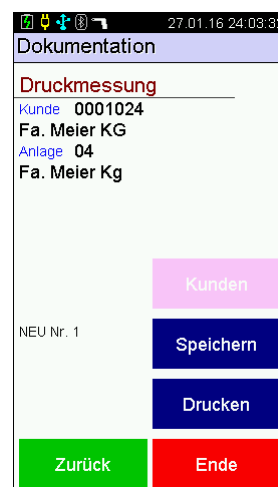 27.01.16 24:03:32
Dokumentation
Druckmessung
Kunde 0001024
Fa. Meier KG
Anlage 04
Fa. Meier Kg
Kunden
NEU Nr. 1
Speichern
Drucken
Zurück
Ende